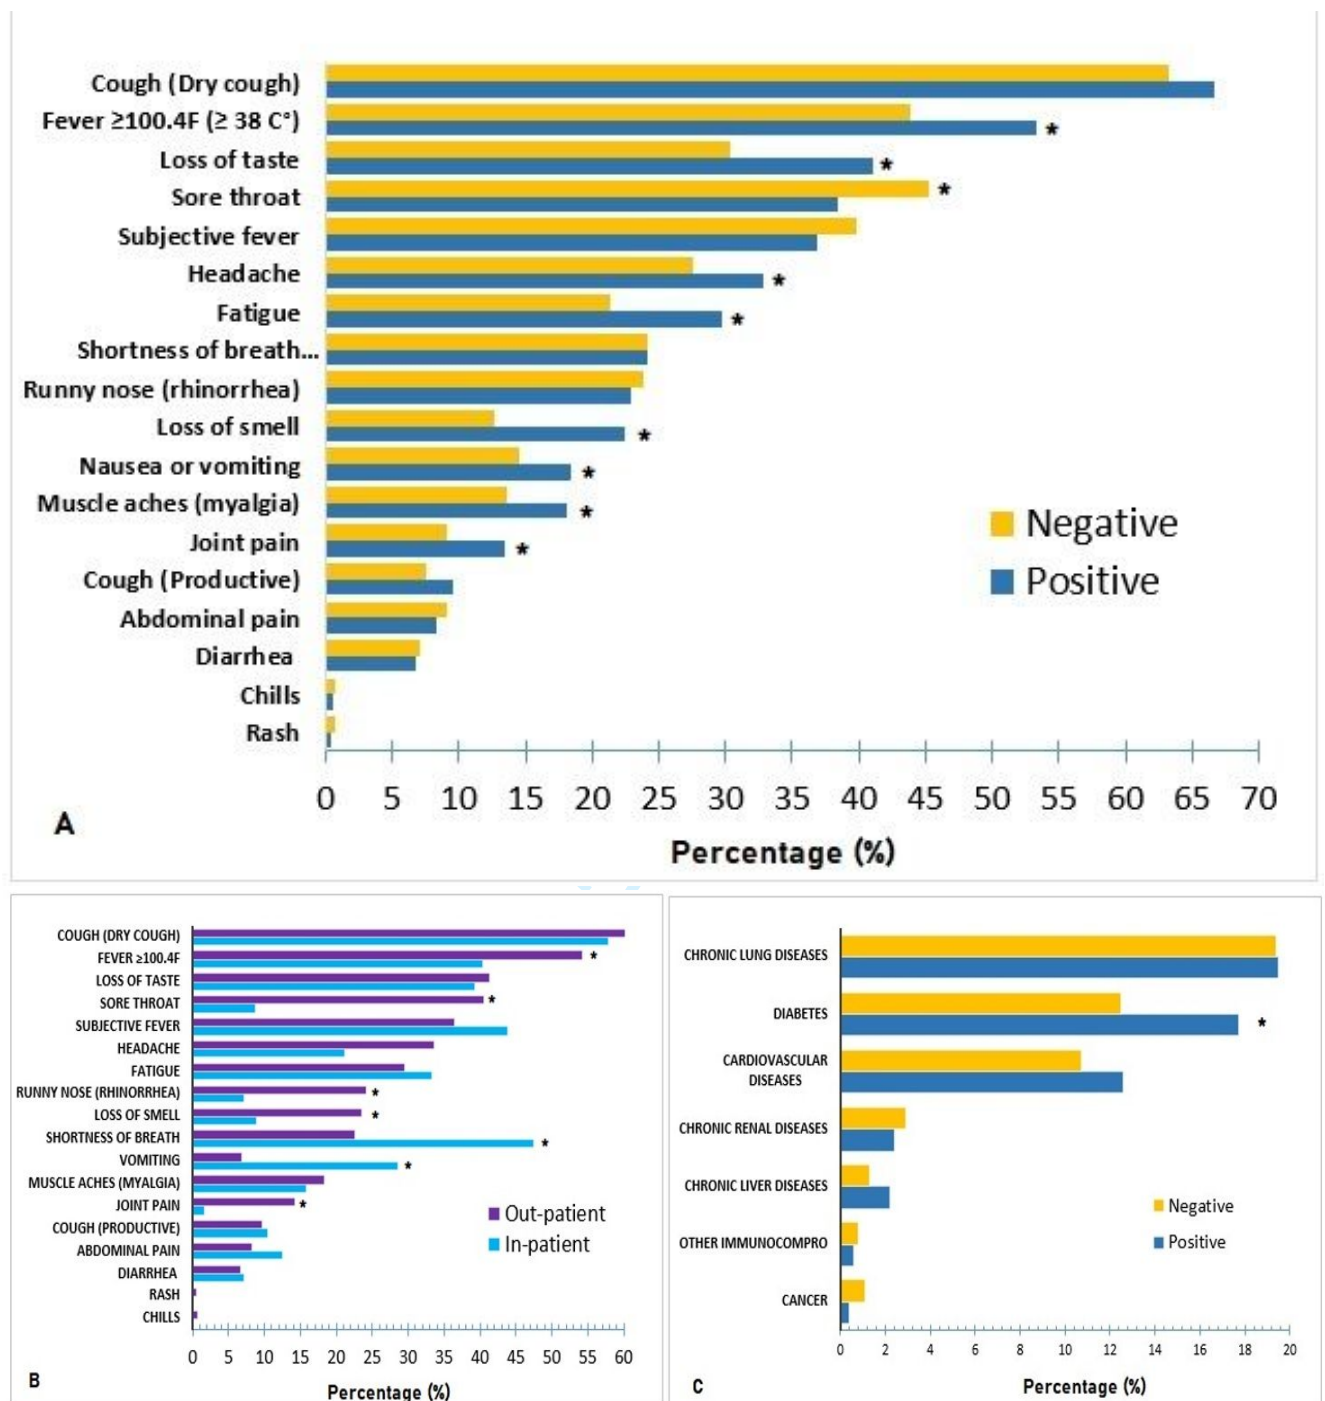 Cough (Dry cough)
Fever ≥100.4F (≥ 38 C°)
*
Loss of taste
*
Sore throat
*
Subjective fever
Headache
*
Fatigue
*
Shortness of breath...
Runny nose (rhinorrhea)
Loss of smell
*
Nausea or vomiting
*
Muscle aches (myalgia)
*
Joint pain
*
Cough (Productive)
Abdominal pain
Diarrhea
Chills
Rash
Negative
Positive
0 5 10 15 20 25 30 35 40 45 50 55 60 65 70
A
Percentage (%)
COUGH (DRY COUGH)
FEVER ≥100.4F
*
LOSS OF TASTE
SORE THROAT
*
SUBJECTIVE FEVER
HEADACHE
FATIGUE
RUNNY NOSE (RHINORRHEA)
*
LOSS OF SMELL
*
SHORTNESS OF BREATH
*
VOMITING
*
MUSCLE ACHES (MYALGIA)
JOINT PAIN
*
COUGH (PRODUCTIVE)
ABDOMINAL PAIN
DIARRHEA
RASH
CHILLS
Out-patient
In-patient
0 5 10 15 20 25 30 35 40 45 50 55 60
B
Percentage (%)
CHRONIC LUNG DISEASES
DIABETES
*
CARDIOVASCULAR
DISEASES
CHRONIC RENAL DISEASES
CHRONIC LIVER DISEASES
OTHER IMMUNOCOMPRO
CANCER
Negative
Positive
0 2 4 6 8 10 12 14 16 18 20
C
Percentage (%)